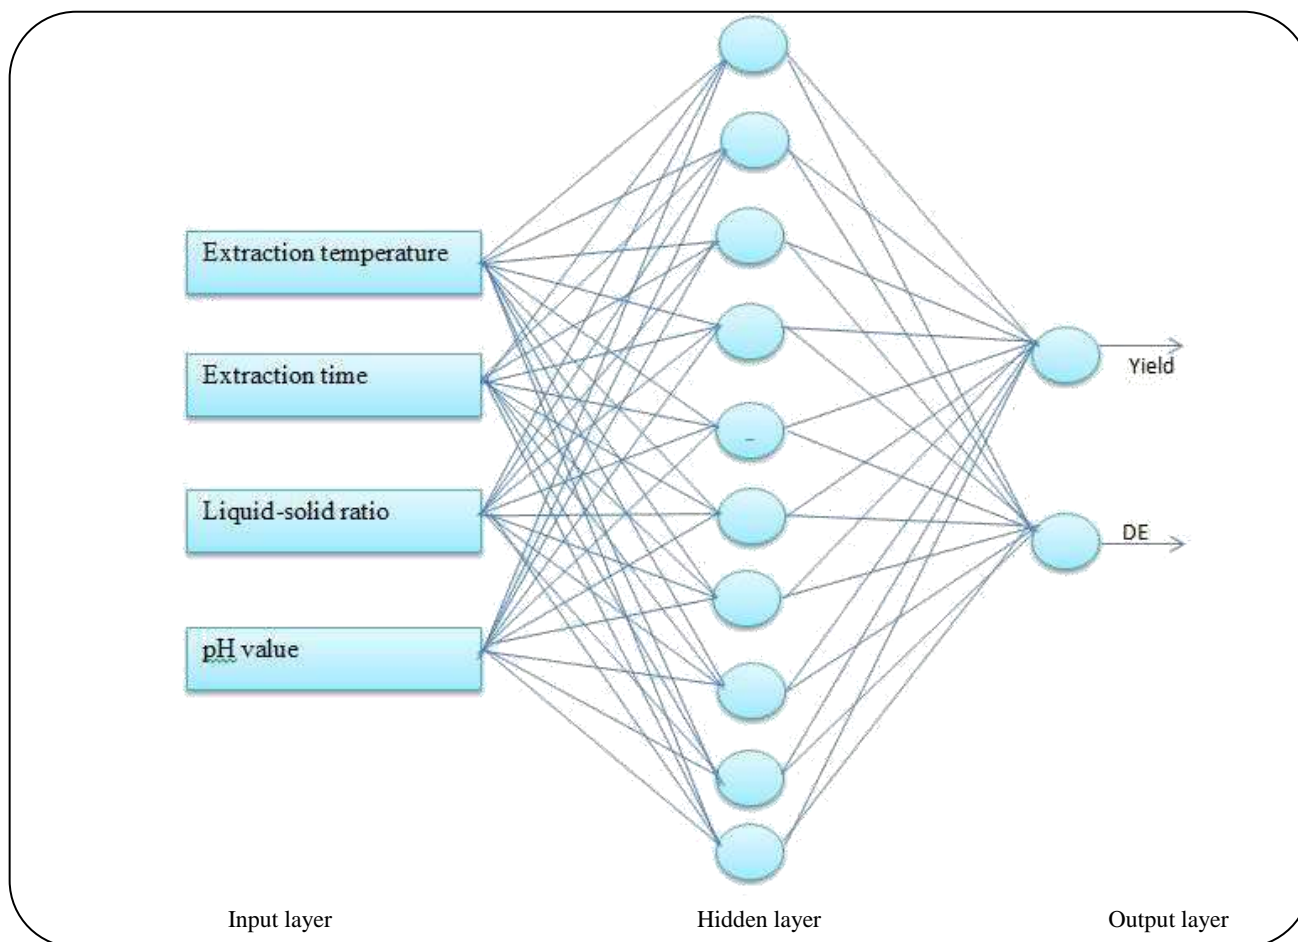 Extraction temperature
Extraction time
Liquid-solid ratio
pH value
Yield
DE
Input layer
Hidden layer
Output layer